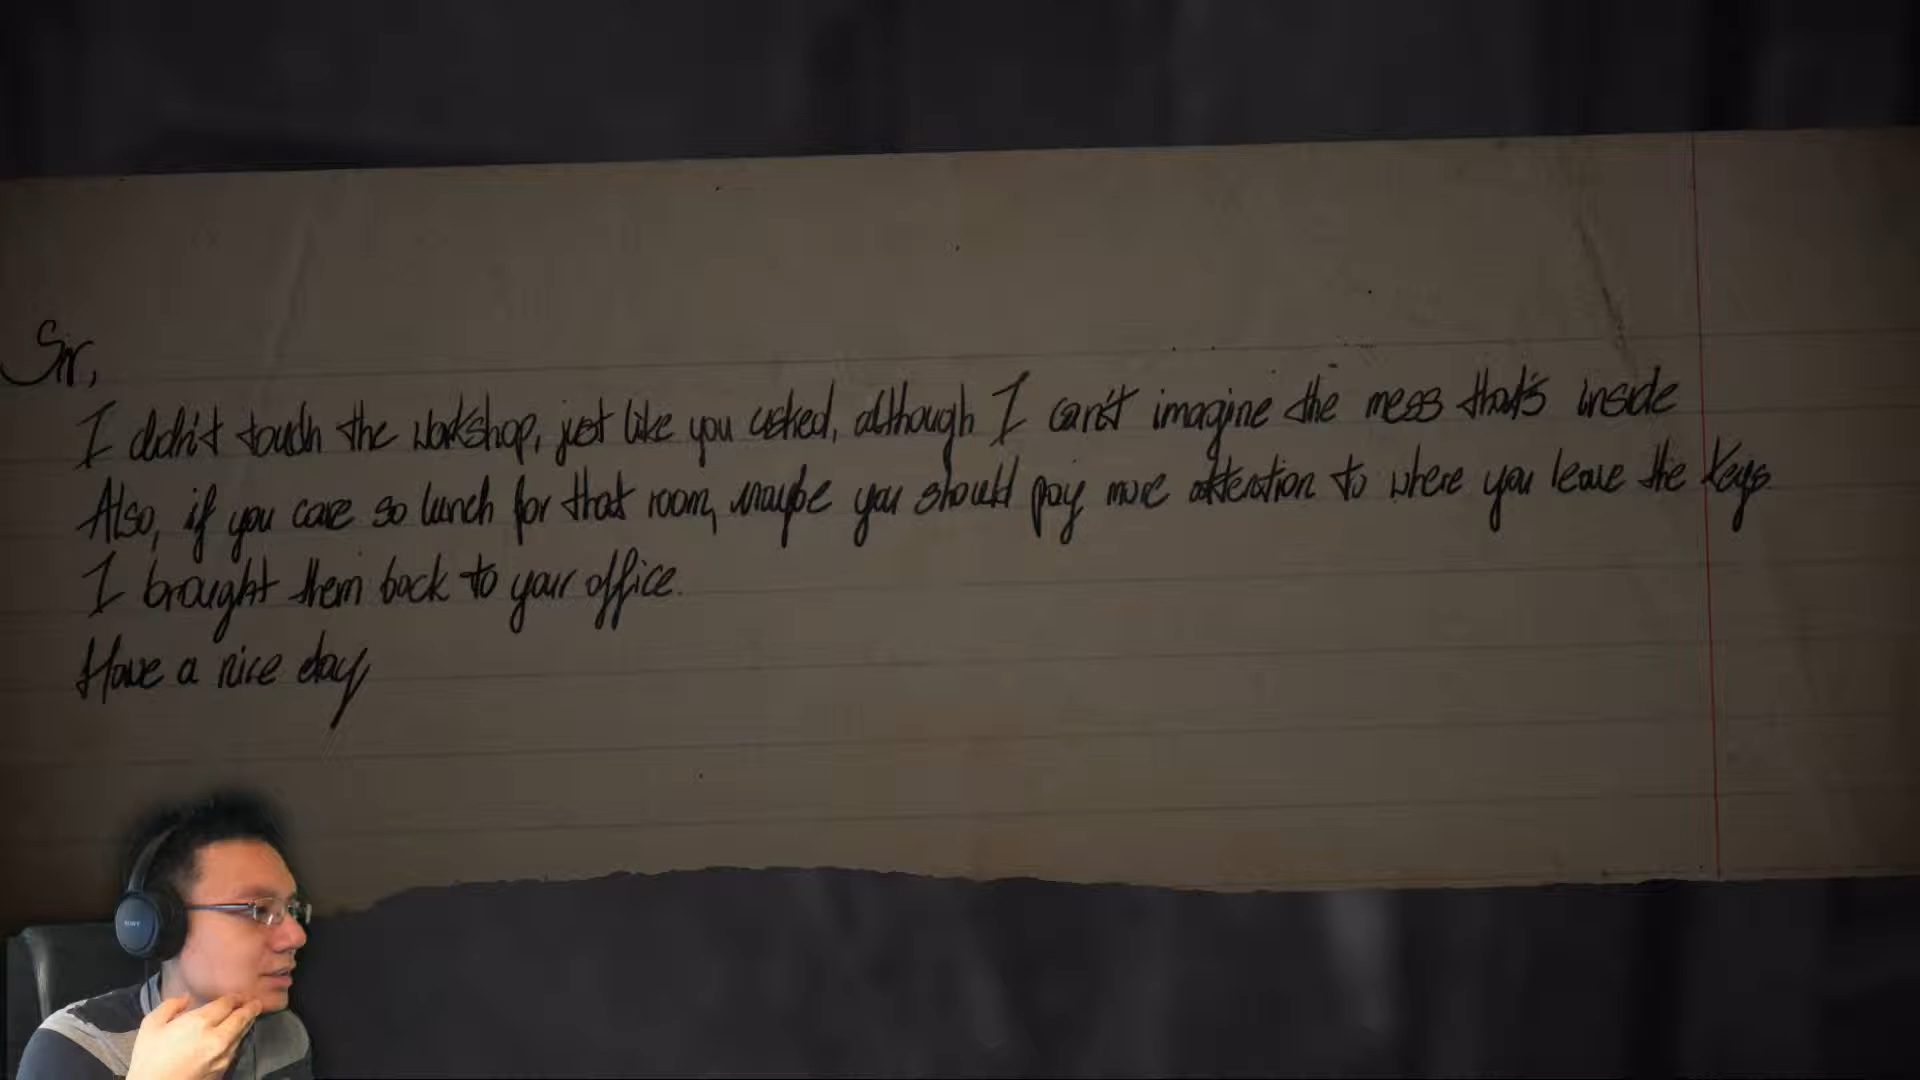 Sir,
I didn't touch the workshop, just like you asked, although I can't imagine the mess that's inside
Also, if you care so much for that room, maybe you should pay more attention to where you leave the keys.
I brought them back to your office.
Have a nice day
SONY